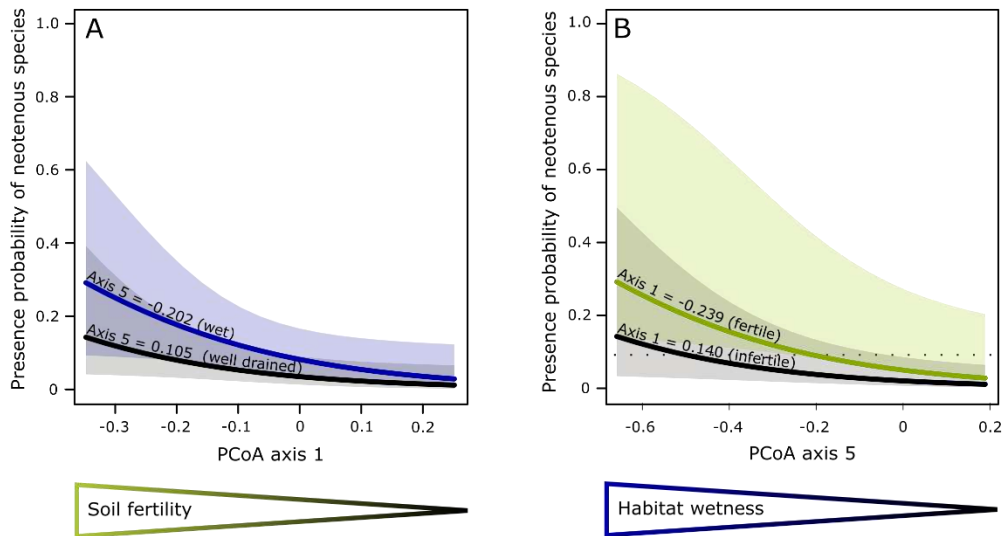 A
Presence probability of neotenous species
1.0
0.8
0.6
0.4
0.2
0
Axis 5 = -0.202 (wet)
Axis 5 = 0.105 (well drained)
-0.3
-0.2
-0.1
0
0.1
0.2
PCoA axis 1
Soil fertility
B
Presence probability of neotenous species
1.0
0.8
0.6
0.4
0.2
0
Axis 1 = -0.239 (fertile)
Axis 1 = 0.140 (infertile)
-0.6
-0.4
-0.2
0
0.2
PCoA axis 5
Habitat wetness